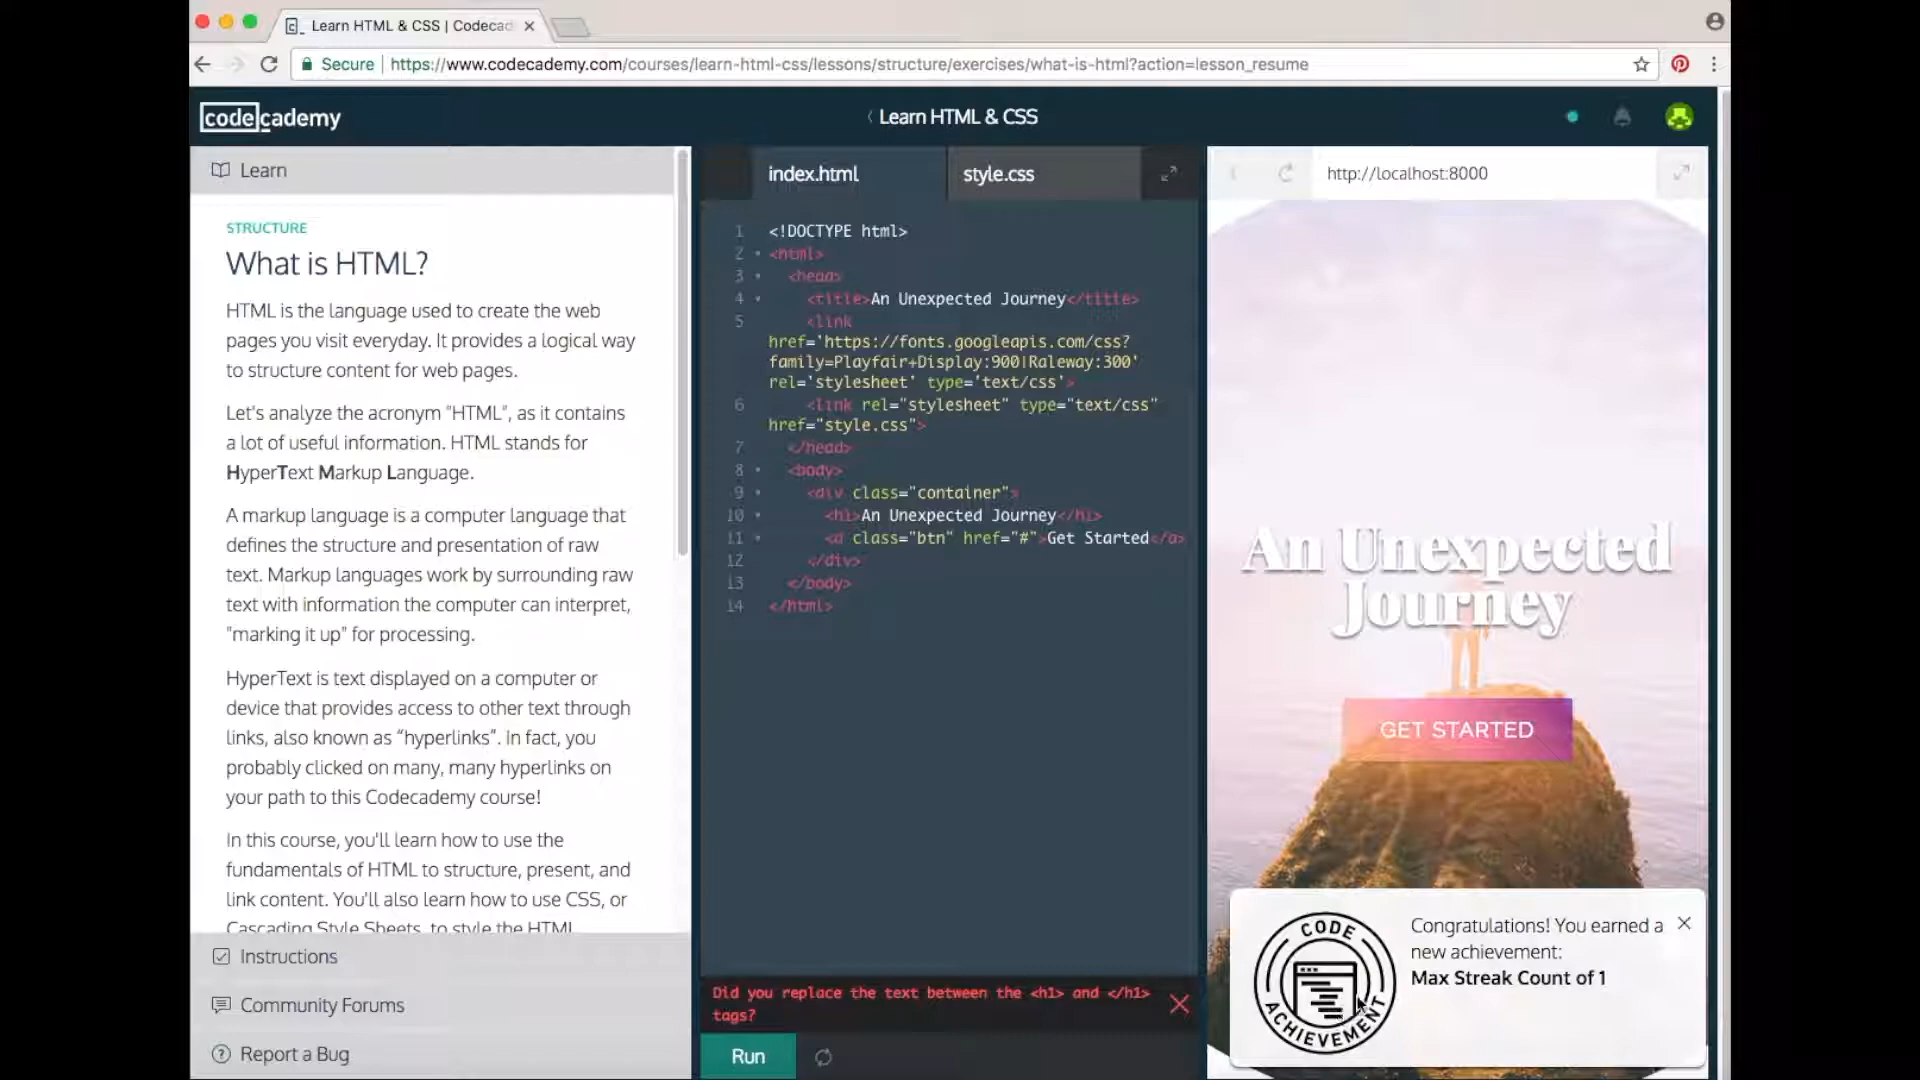 Learn HTML & CSS | Codecad
Secure | https://www.codecademy.com/courses/learn-html-css/lessons/structure/exercises/what-is-html?action=lesson_resume
codecademy
Learn HTML & CSS
Learn
STRUCTURE
What is HTML?
HTML is the language used to create the web
pages you visit everyday. It provides a logical way
to structure content for web pages.
Let's analyze the acronym "HTML", as it contains
a lot of useful information. HTML stands for
HyperText Markup Language.
A markup language is a computer language that
defines the structure and presentation of raw
text. Markup languages work by surrounding raw
text with information the computer can interpret,
"marking it up" for processing.
HyperText is text displayed on a computer or
device that provides access to other text through
links, also known as “hyperlinks”. In fact, you
probably clicked on many, many hyperlinks on
your path to this Codecademy course!
In this course, you'll learn how to use the
fundamentals of HTML to structure, present, and
link content. You'll also learn how to use CSS, or
Cascading Style Sheets, to style the HTML
Instructions
Community Forums
Report a Bug
index.html
style.css
1 <!DOCTYPE html>
2 <html>
3 <head>
4 <title>An Unexpected Journey</title>
5 <link
href='https://fonts.googleapis.com/css?
family=Playfair+Display:900|Raleway:300'
rel='stylesheet' type='text/css'>
6 <link rel="stylesheet" type="text/css"
href="style.css">
7 </head>
8 <body>
9 <div class="container">
10 <h1>An Unexpected Journey</h1>
11 <a class="btn" href="#">Get Started</a>
12 </div>
13 </body>
14 </html>
Did you replace the text between the <h1> and </h1>
tags?
Run
http://localhost:8000
An Unexpected
Journey
GET STARTED
CODE
ACHIEVEMENT
Congratulations! You earned a
new achievement:
Max Streak Count of 1